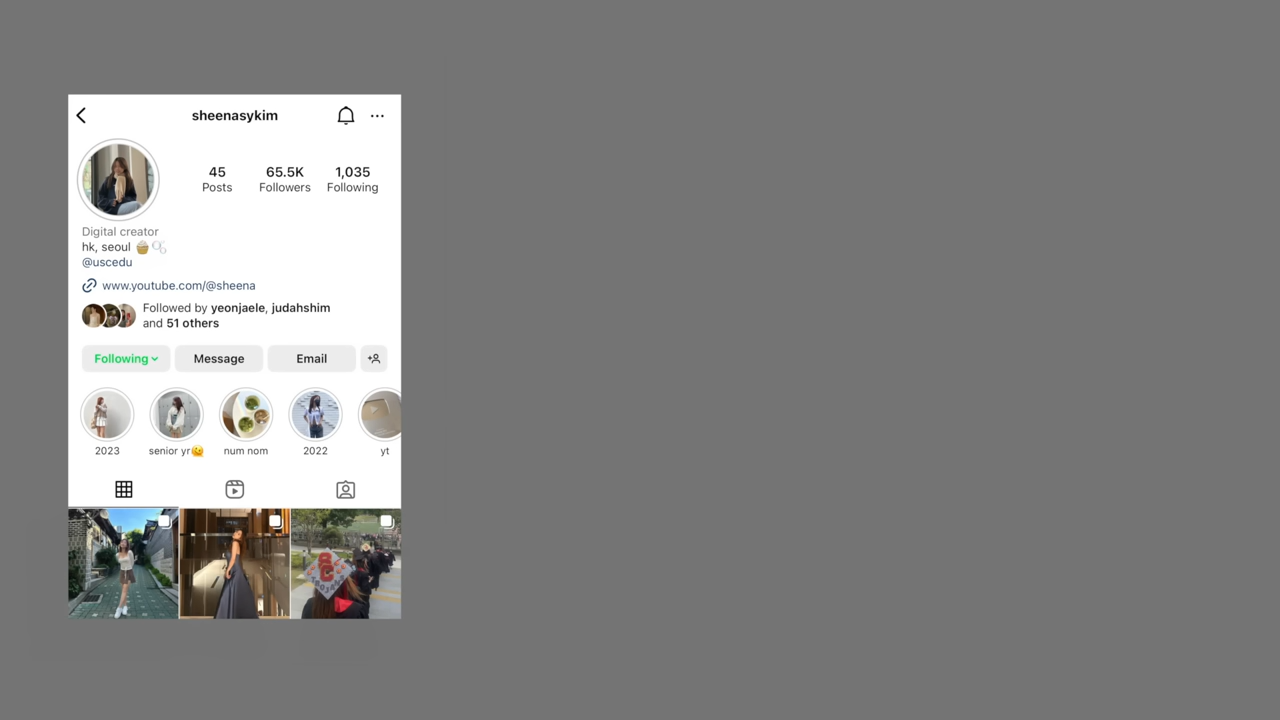 sheenasykim
45 65.5K 1,035
Posts Followers Following
Digital creator
hk, seoul 🧁🫧
@uscedu
www.youtube.com/@sheena
Followed by yeonjaele, judahshim
and 51 others
Following Message Email
2023 senior yr🫠 num nom 2022 yt
SC